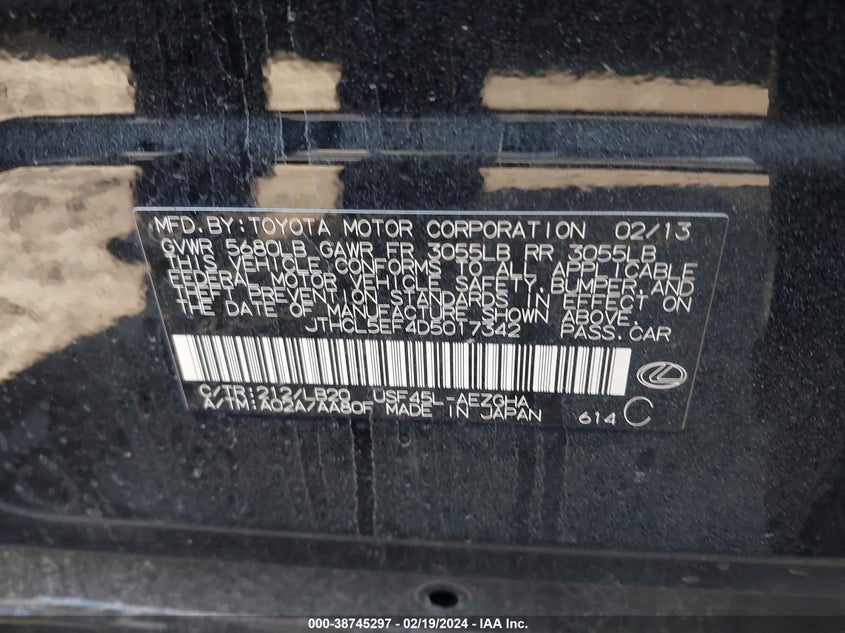 MFD.BY:TOYOTA MOTOR CORPORATION 02/13
GVWR 5680LB GAWR FR 3055LB RR 3055LB
THIS VEHICLE CONFORMS TO ALL APPLICABLE
FEDERAL MOTOR VEHICLE SAFETY,BUMPER,AND
THEFT PREVENTION STANDARDS IN EFFECT ON
THE DATE OF MANUFACTURE SHOWN ABOVE.
JTHCL5EF4D5017342 PASS.CAR
C/TR:212/LB20 USF45L-AEZGHA
A/TM:A02A/AA80F MADE IN JAPAN 614 C
000-38745297 - 02/19/2024 - IAA Inc.